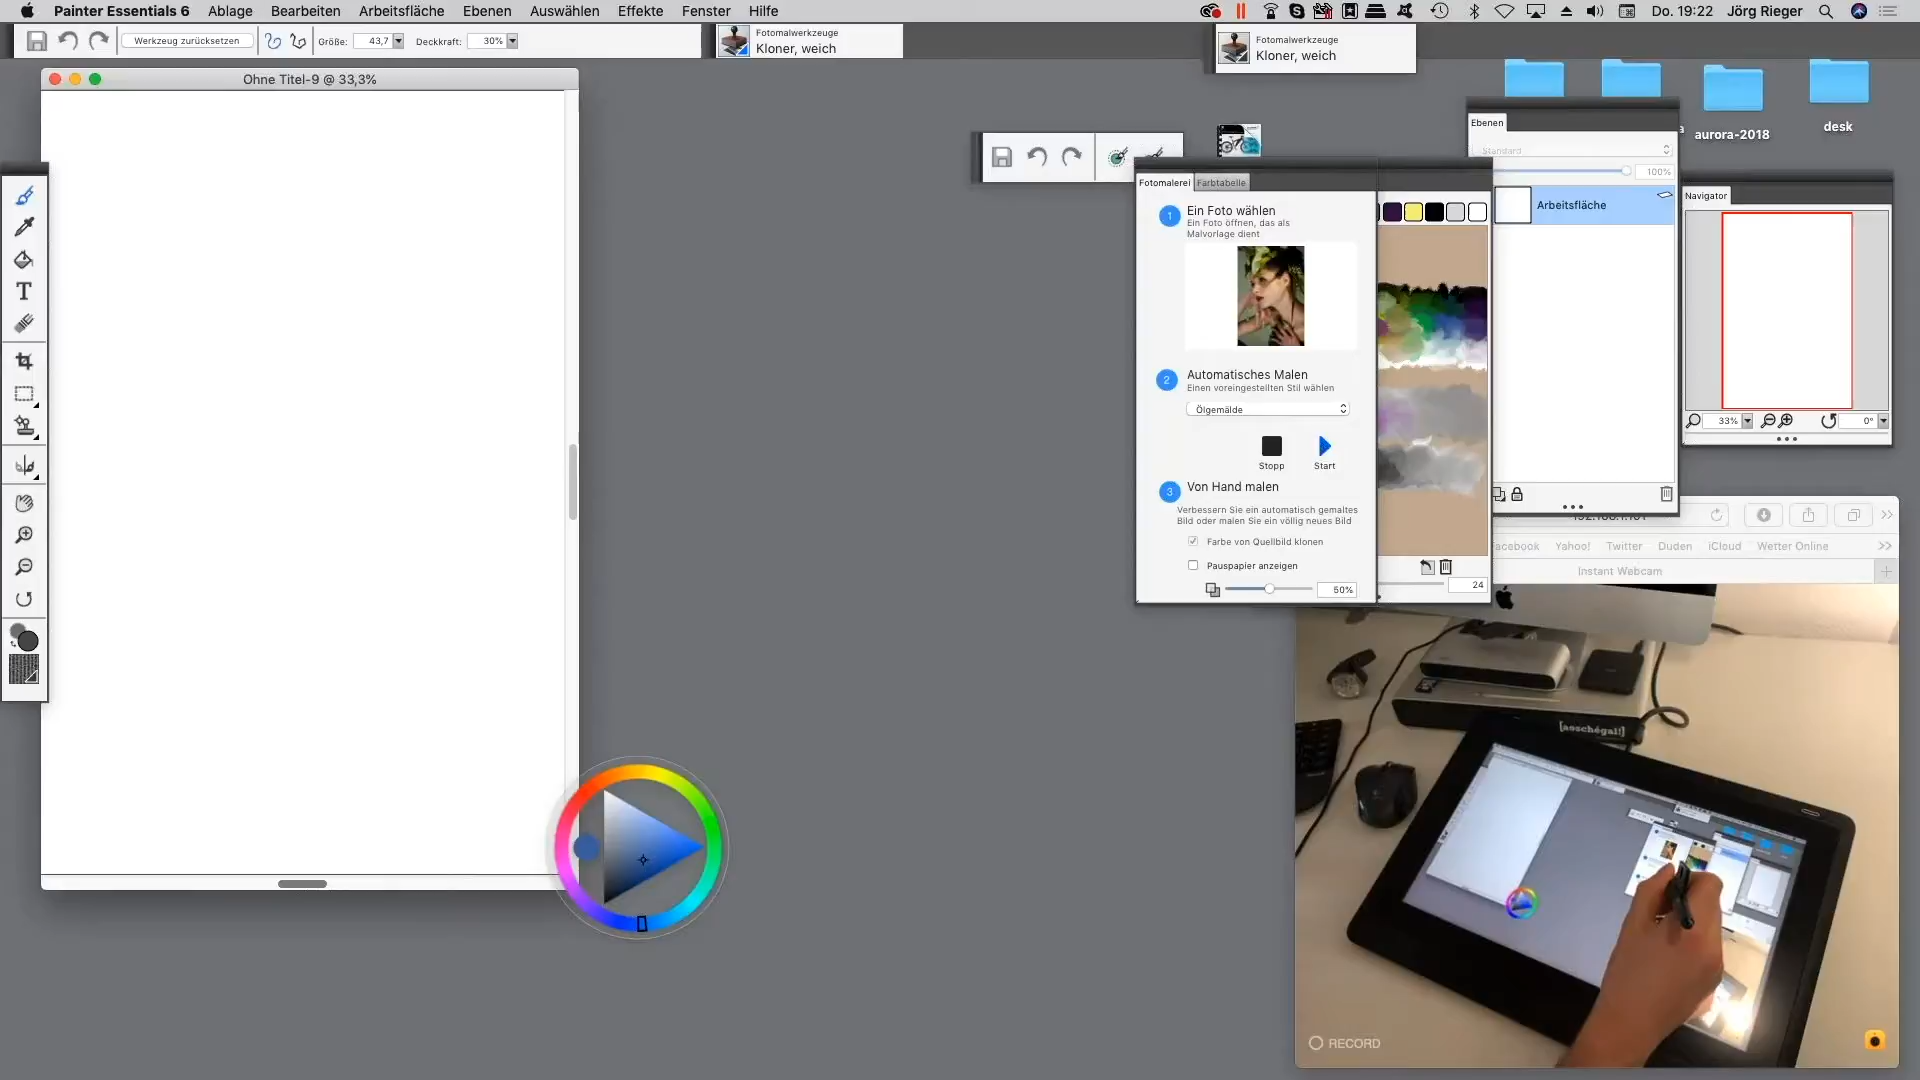 Painter Essentials 6 Ablage Bearbeiten Arbeitsfläche Ebenen Auswählen Effekte Fenster Hilfe
Do. 19:22 Jörg Rieger
Werkzeug zurücksetzen
Größe: 43,7
Deckkraft: 30%
Fotomalwerkzeuge
Kloner, weich
Fotomalwerkzeuge
Kloner, weich
Ohne Titel-9 @ 33,3%
aurora-2018
desk
Ebenen
Standard
100%
Arbeitsfläche
Navigator
33%
0°
Fotomalerei Farbtabelle
1 Ein Foto wählen
Ein Foto öffnen, das als
Malvorlage dient
2 Automatisches Malen
Einen voreingestellten Stil wählen
Ölgemälde
Stopp Start
3 Von Hand malen
Verbessern Sie ein automatisch gemaltes
Bild oder malen Sie ein völlig neues Bild
Farbe von Quellbild klonen
Pauspapier anzeigen
50%
24
T
Yahoo! Twitter Duden iCloud Wetter Online
Instant Webcam
[asschégal!]
RECORD